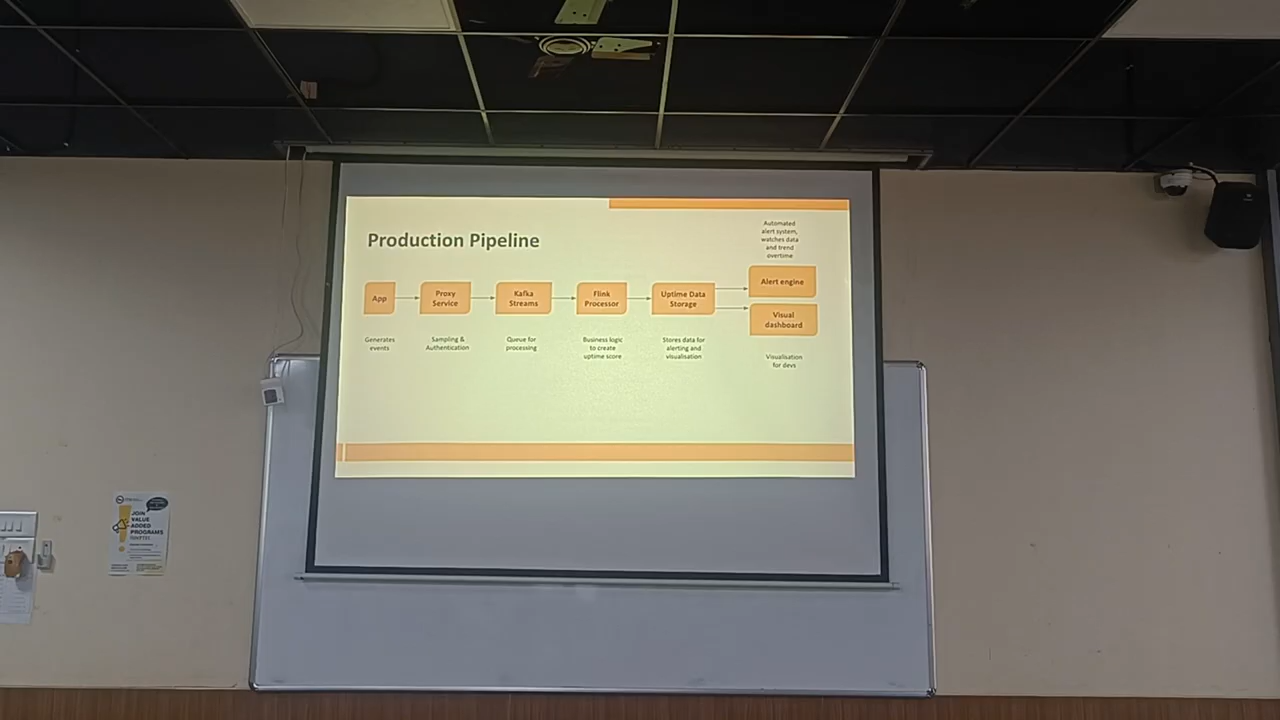 Production Pipeline
App
Generates
events
Proxy
Service
Sampling &
Authentication
Kafka
Streams
Queue for
processing
Flink
Processor
Business logic
to create
uptime score
Uptime Data
Storage
Stores data for
alerting and
visualisation
Automated
alert system,
watches data
and trend
overtime
Alert engine
Visual
dashboard
Visualisation
for devs
JOIN
VALUE
ADDED
PROGRAMS